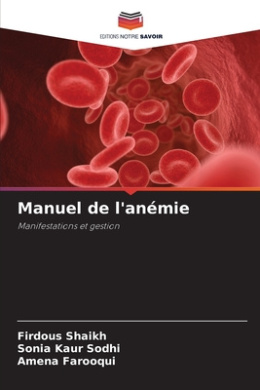 EDITIONS NOTRE SAVOIR
Manuel de l'anémie
Manifestations et gestion
Firdous Shaikh
Sonia Kaur Sodhi
Amena Farooqui